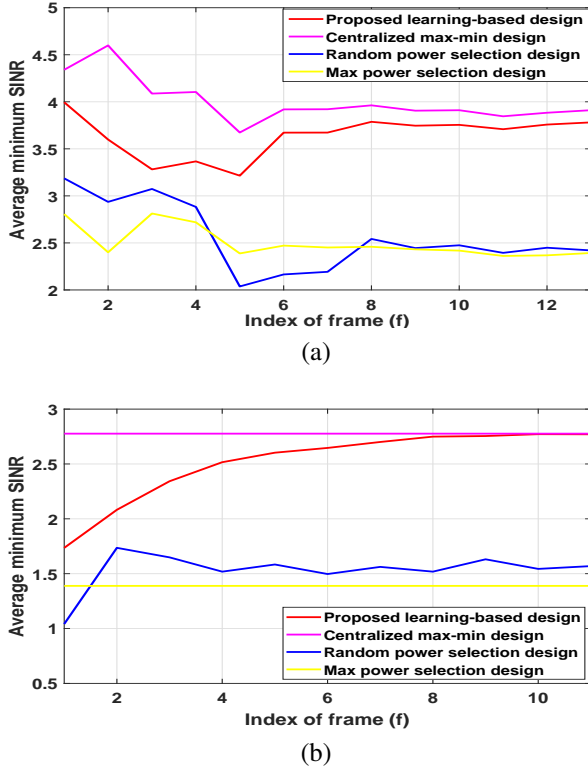 5
4.5
4
3.5
3
2.5
2
Average minimum SINR
Proposed learning-based design
Centralized max-min design
Random power selection design
Max power selection design
2 4 6 8 10 12
Index of frame (f)
(a)
3
2.5
2
1.5
1
0.5
Average minimum SINR
Proposed learning-based design
Centralized max-min design
Random power selection design
Max power selection design
2 4 6 8 10
Index of frame (f)
(b)